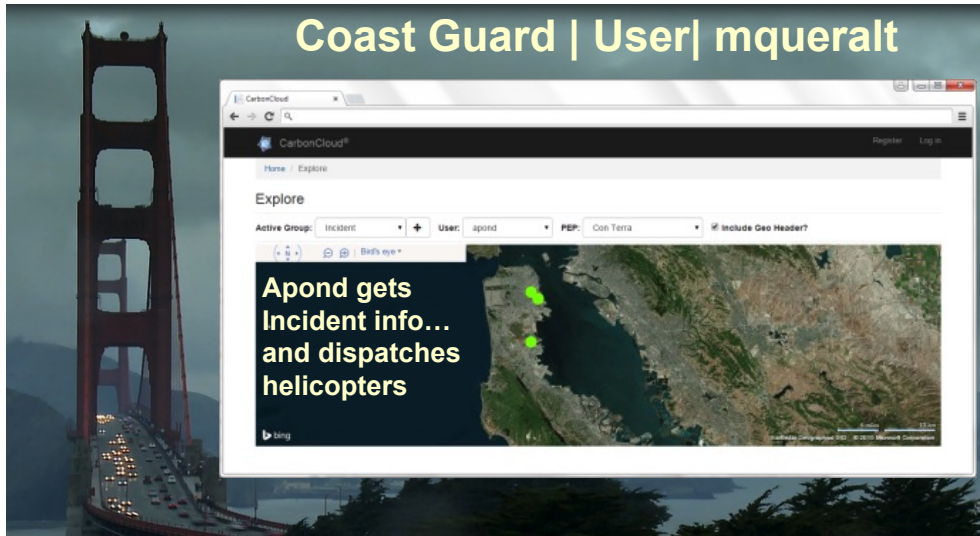 Coast Guard | User| mqueralt
CarbonCloud
CarbonCloud®
Register Log in
Home / Explore
Explore
Active Group: Incident User: apond PEP: Con Terra Include Geo Header?
N Bird's eye
Apond gets
Incident info…
and dispatches
helicopters
bing